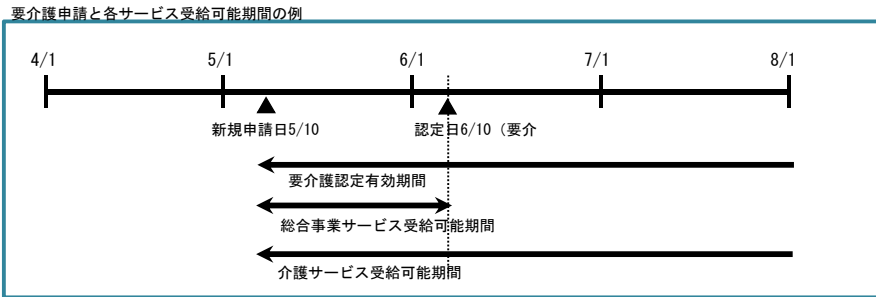 要介護申請と各サービス受給可能期間の例
4/1 5/1 6/1 7/1 8/1
新規申請日5/10 認定日6/10（要介
要介護認定有効期間
総合事業サービス受給可能期間
介護サービス受給可能期間